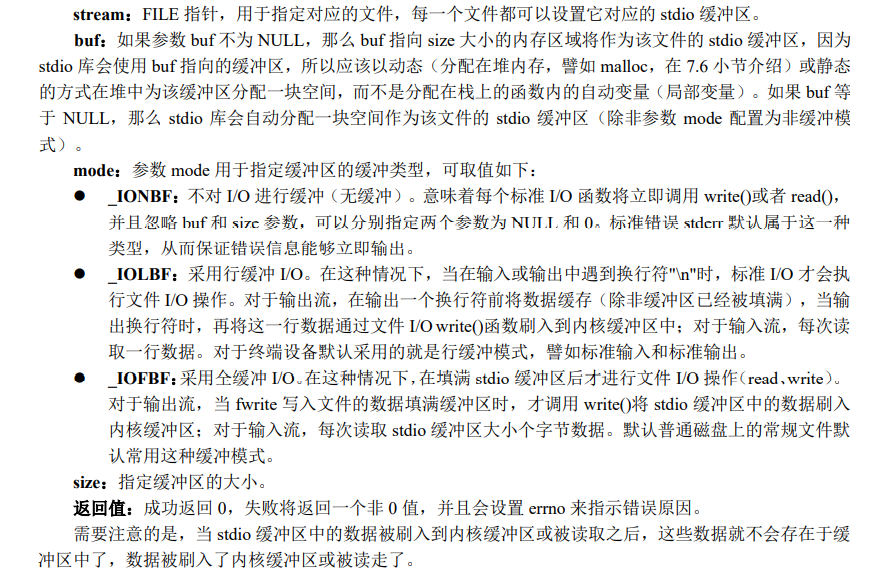 stream：FILE 指针，用于指定对应的文件，每一个文件都可以设置它对应的 stdio 缓冲区。
buf：如果参数 buf 不为 NULL，那么 buf 指向 size 大小的内存区域将作为该文件的 stdio 缓冲区，因为
stdio 库会使用 buf 指向的缓冲区，所以应该以动态（分配在堆内存，譬如 malloc，在 7.6 小节介绍）或静态
的方式在堆中为该缓冲区分配一块空间，而不是分配在栈上的函数内的自动变量（局部变量）。如果 buf 等
于 NULL，那么 stdio 库会自动分配一块空间作为该文件的 stdio 缓冲区（除非参数 mode 配置为非缓冲模
式）。
mode：参数 mode 用于指定缓冲区的缓冲类型，可取值如下：
● _IONBF：不对 I/O 进行缓冲（无缓冲）。意味着每个标准 I/O 函数将立即调用 write()或者 read()，
并且忽略 buf 和 size 参数，可以分别指定两个参数为 NULL 和 0。标准错误 stderr 默认属于这一种
类型，从而保证错误信息能够立即输出。
● _IOLBF：采用行缓冲 I/O。在这种情况下，当在输入或输出中遇到换行符"\n"时，标准 I/O 才会执
行文件 I/O 操作。对于输出流，在输出一个换行符前将数据缓存（除非缓冲区已经被填满），当输
出换行符时，再将这一行数据通过文件 I/O write()函数刷入到内核缓冲区中；对于输入流，每次读
取一行数据。对于终端设备默认采用的就是行缓冲模式，譬如标准输入和标准输出。
● _IOFBF：采用全缓冲 I/O。在这种情况下，在填满 stdio 缓冲区后才进行文件 I/O 操作（read、write）。
对于输出流，当 fwrite 写入文件的数据填满缓冲区时，才调用 write()将 stdio 缓冲区中的数据刷入
内核缓冲区；对于输入流，每次读取 stdio 缓冲区大小个字节数据。默认普通磁盘上的常规文件默
认常用这种缓冲模式。
size：指定缓冲区的大小。
返回值：成功返回 0，失败将返回一个非 0 值，并且会设置 errno 来指示错误原因。
需要注意的是，当 stdio 缓冲区中的数据被刷入到内核缓冲区或被读取之后，这些数据就不会存在于缓
冲区中了，数据被刷入了内核缓冲区或被读走了。